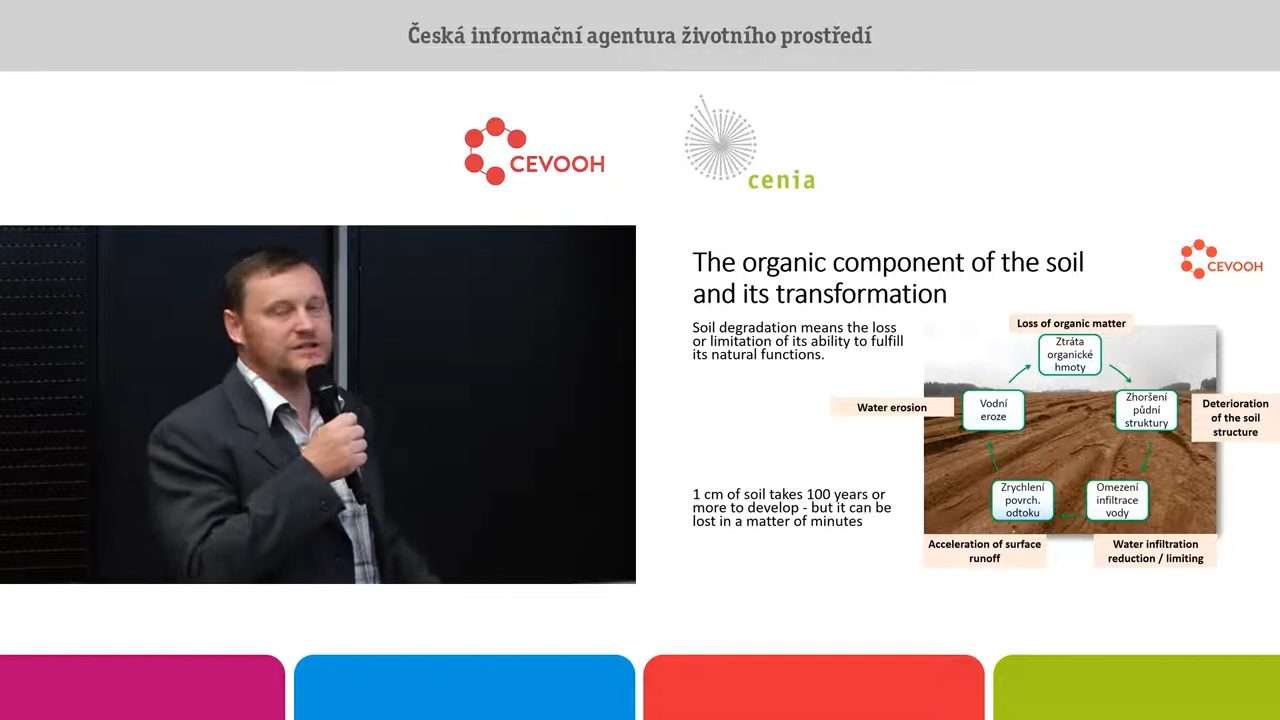 Česká informační agentura životního prostředí
CEVOOH
cenia
The organic component of the soil
and its transformation
CEVOOH
Soil degradation means the loss
or limitation of its ability to fulfill
its natural functions.
Loss of organic matter
Ztráta
organické
hmoty
Water erosion
Vodní
eroze
Zhoršení
půdní
struktury
Deterioration
of the soil
structure
1 cm of soil takes 100 years or
more to develop - but it can be
lost in a matter of minutes
Zrychlení
povrch.
odtoku
Omezení
infiltrace
vody
Acceleration of surface
runoff
Water infiltration
reduction / limiting